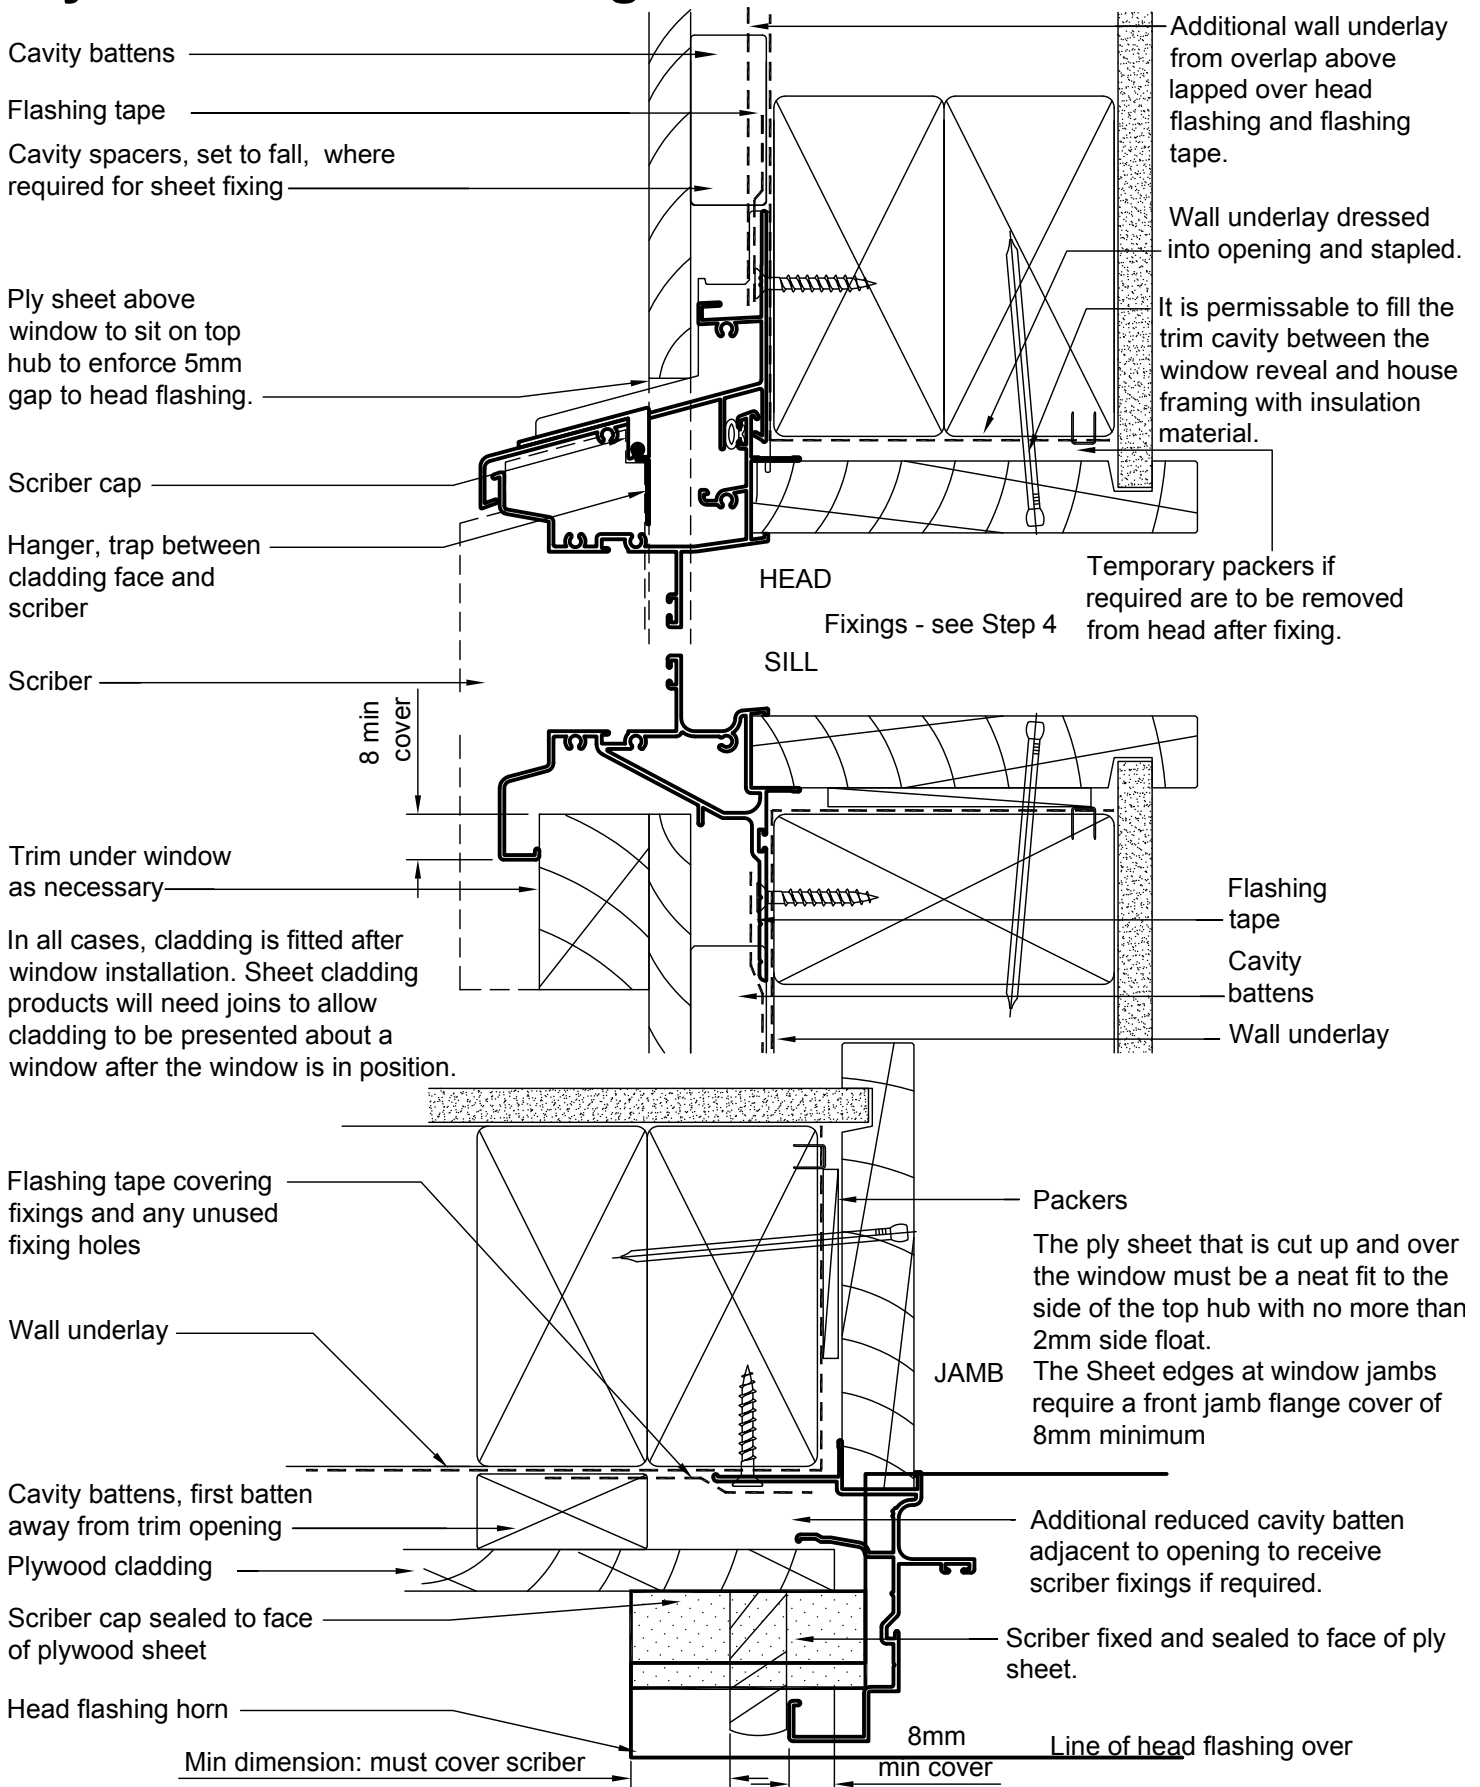 Cavity battens
Flashing tape
Cavity spacers, set to fall, where
required for sheet fixing
Ply sheet above
window to sit on top
hub to enforce 5mm
gap to head flashing.
Scriber cap
Hanger, trap between
cladding face and
scriber
Scriber
8 min
cover
Trim under window
as necessary
In all cases, cladding is fitted after
window installation. Sheet cladding
products will need joins to allow
cladding to be presented about a
window after the window is in position.
Additional wall underlay
from overlap above
lapped over head
flashing and flashing
tape.
Wall underlay dressed
into opening and stapled.
It is permissable to fill the
trim cavity between the
window reveal and house
framing with insulation
material.
HEAD
Temporary packers if
required are to be removed
from head after fixing.
Fixings - see Step 4
SILL
Flashing
tape
Cavity
battens
Wall underlay
Flashing tape covering
fixings and any unused
fixing holes
Wall underlay
Cavity battens, first batten
away from trim opening
Plywood cladding
Scriber cap sealed to face
of plywood sheet
Head flashing horn
Min dimension: must cover scriber
Packers
The ply sheet that is cut up and over
the window must be a neat fit to the
side of the top hub with no more than
2mm side float.
JAMB
The Sheet edges at window jambs
require a front jamb flange cover of
8mm minimum
Additional reduced cavity batten
adjacent to opening to receive
scriber fixings if required.
Scriber fixed and sealed to face of ply
sheet.
8mm
min cover
Line of head flashing over